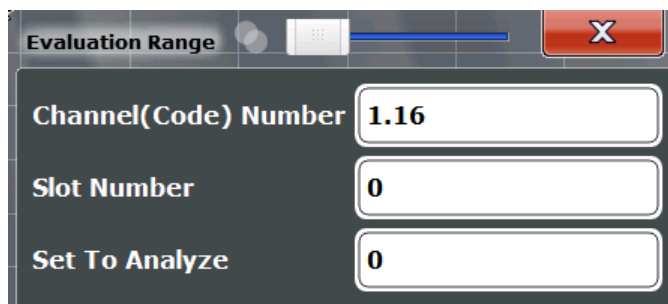 Evaluation Range
X
Channel(Code) Number 1.16
Slot Number 0
Set To Analyze 0